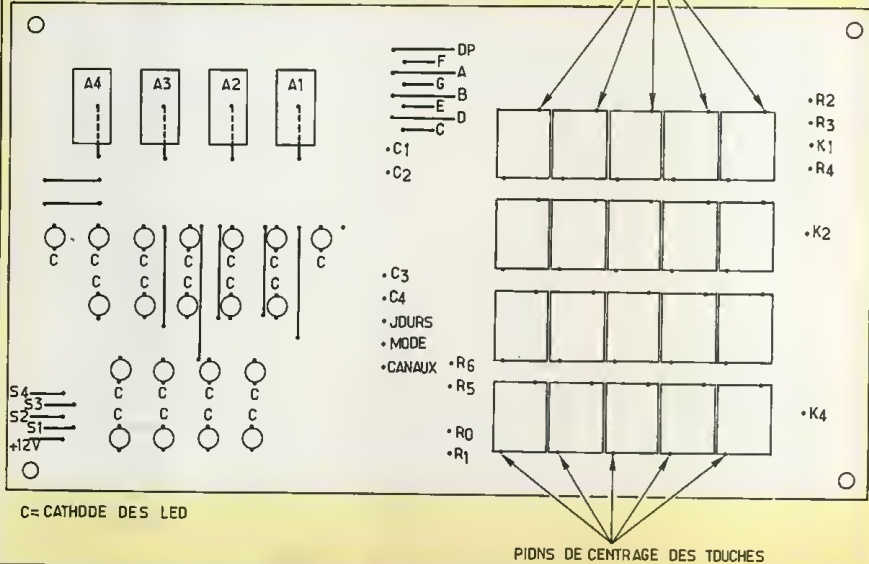 A4 A3 A2 A1
DP
F
A
G
B
E
D
C
•C1
•C2
•R2
•R3
•K1
•R4
•K2
C C C C C C C
C C C C C
•C3
•C4
•JOURS
•MODE
•CANAUX
•R6
•R5
•R0
•R1
•K4
C C C C
C C C C
S4
S3
S2
S1
+12V
C= CATHODE DES LED
PIONS DE CENTRAGE DES TOUCHES